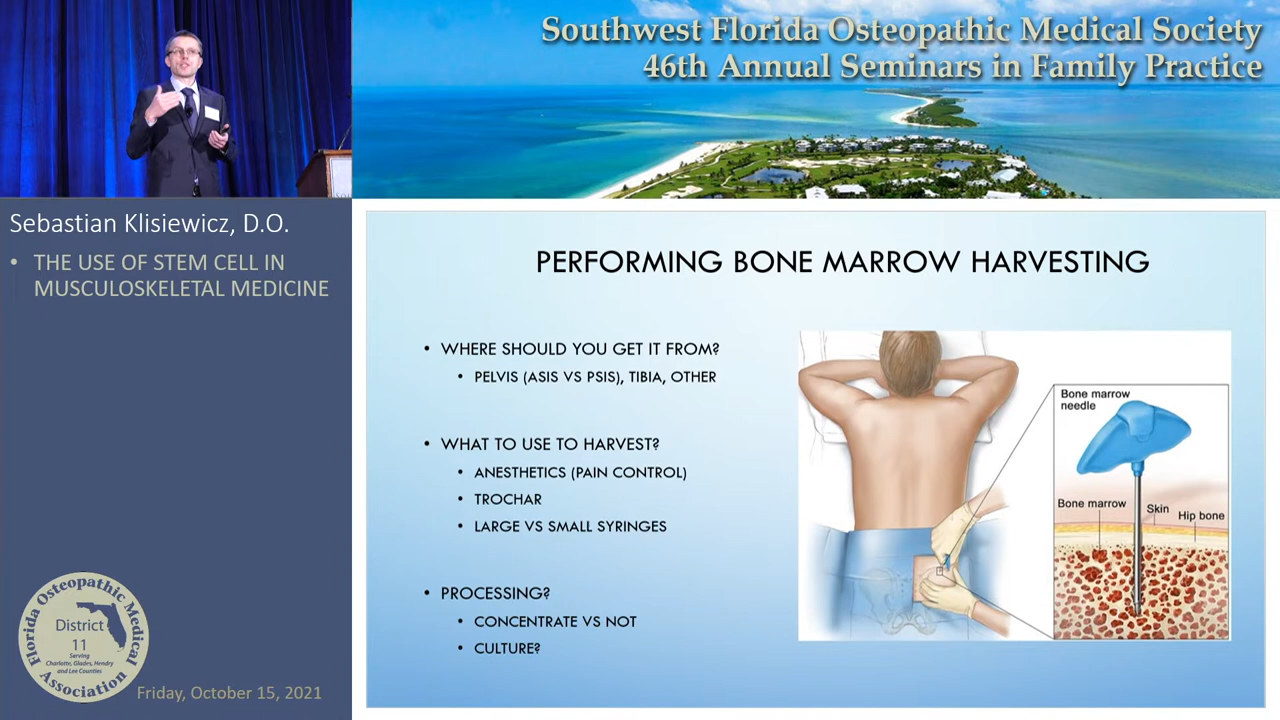 Southwest Florida Osteopathic Medical Society
46th Annual Seminars in Family Practice
Sebastian Klisiewicz, D.O.
• THE USE OF STEM CELL IN
MUSCULOSKELETAL MEDICINE
PERFORMING BONE MARROW HARVESTING
• WHERE SHOULD YOU GET IT FROM?
• PELVIS (ASIS VS PSIS), TIBIA, OTHER
• WHAT TO USE TO HARVEST?
• ANESTHETICS (PAIN CONTROL)
• TROCHAR
• LARGE VS SMALL SYRINGES
• PROCESSING?
• CONCENTRATE VS NOT
• CULTURE?
Bone marrow
needle
Bone marrow
Skin
Hip bone
Florida Osteopathic Medical
Association
District
11
Serving
Charlotte, Glades, Hendry
and Lee Counties
Friday, October 15, 2021